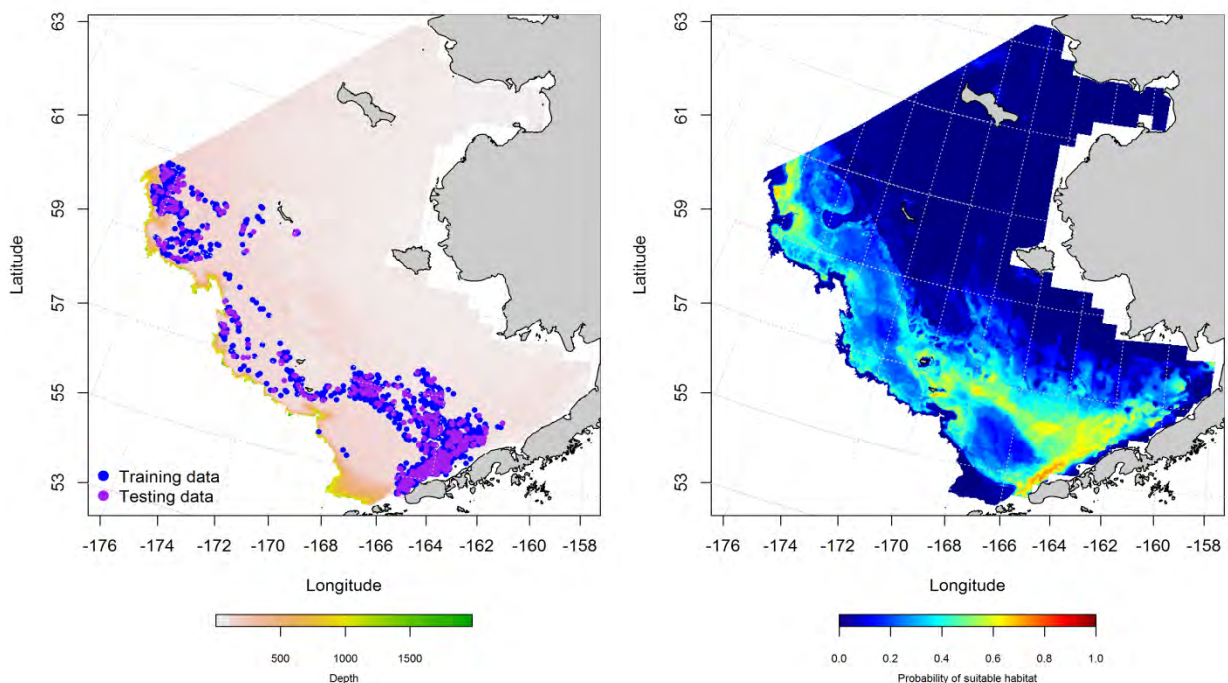 63
61
59
57
55
53
Latitude
Training data
Testing data
-176 -174 -172 -170 -168 -166 -164 -162 -160 -158
Longitude
500 1000 1500
Depth
63
61
59
57
55
53
Latitude
-176 -174 -172 -170 -168 -166 -164 -162 -160 -158
Longitude
0.0 0.2 0.4 0.6 0.8 1.0
Probability of suitable habitat